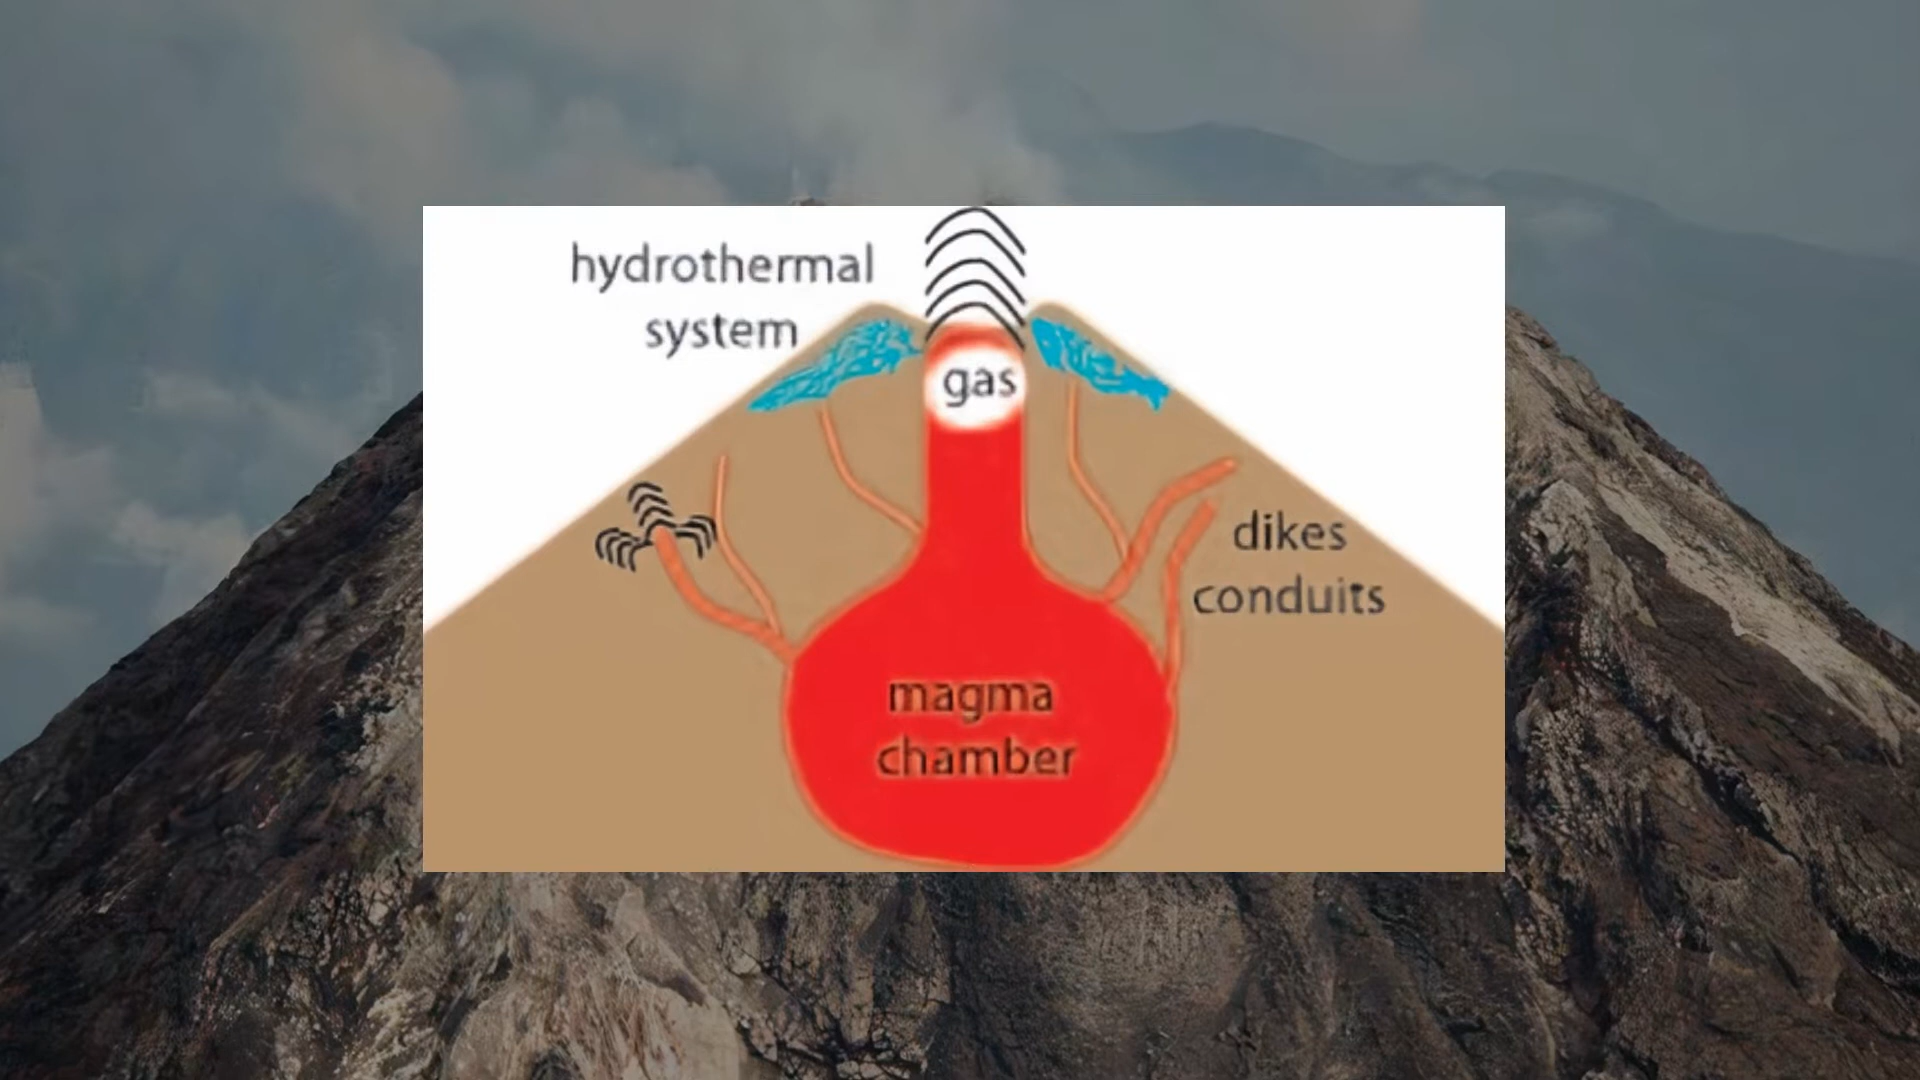 hydrothermal
system
gas
dikes
conduits
magma
chamber